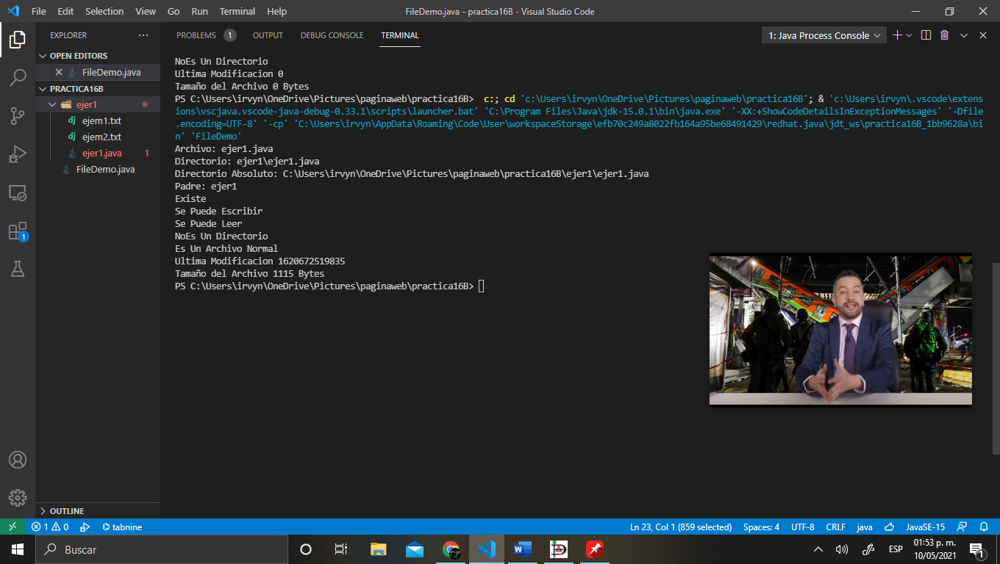 File Edit Selection View Go Run Terminal Help
FileDemo.java - practica16B - Visual Studio Code
EXPLORER
OPEN EDITORS
FileDemo.java
PRACTICA16B
ejer1
dj ejem1.txt
dj ejem2.txt
ejer1.java 1
FileDemo.java
OUTLINE
PROBLEMS 1 OUTPUT DEBUG CONSOLE TERMINAL
1: Java Process Console
NoEs Un Directorio
Ultima Modificacion 0
Tamaño del Archivo 0 Bytes
PS C:\Users\irvyn\OneDrive\Pictures\paginaweb\practica16B> c:; cd 'c:\Users\irvyn\OneDrive\Pictures\paginaweb\practica16B'; & 'c:\Users\irvyn\.vscode\extens
ions\vscjava.vscode-java-debug-0.33.1\scripts\launcher.bat' 'C:\Program Files\Java\jdk-15.0.1\bin\java.exe' '-XX:+ShowCodeDetailsInExceptionMessages' '-Dfile
.encoding=UTF-8' '-cp' 'C:\Users\irvyn\AppData\Roaming\Code\User\workspaceStorage\efb70c249a8022fb164a95be68491429\redhat.java\jdt_ws\practica16B_1bb9628a\bi
n' 'FileDemo'
Archivo: ejer1.java
Directorio: ejer1\ejer1.java
Directorio Absoluto: C:\Users\irvyn\OneDrive\Pictures\paginaweb\practica16B\ejer1\ejer1.java
Padre: ejer1
Existe
Se Puede Escribir
Se Puede Leer
NoEs Un Directorio
Es Un Archivo Normal
Ultima Modificacion 1620672519835
Tamaño del Archivo 1115 Bytes
PS C:\Users\irvyn\OneDrive\Pictures\paginaweb\practica16B>
1
1 0 tabnine
Ln 23, Col 1 (859 selected) Spaces: 4 UTF-8 CRLF java JavaSE-15
Buscar
ESP
01:53 p. m.
10/05/2021
1